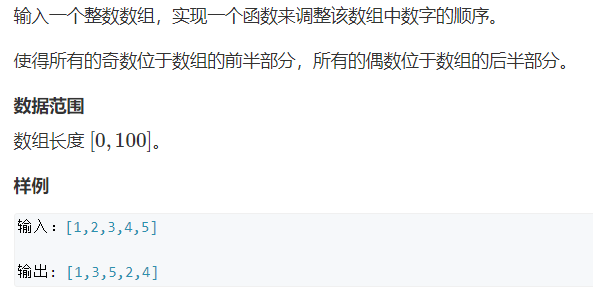 输入一个整数数组，实现一个函数来调整该数组中数字的顺序。
使得所有的奇数位于数组的前半部分，所有的偶数位于数组的后半部分。
数据范围
数组长度 [0,100]。
样例
输入：[1,2,3,4,5]
输出：[1,3,5,2,4]